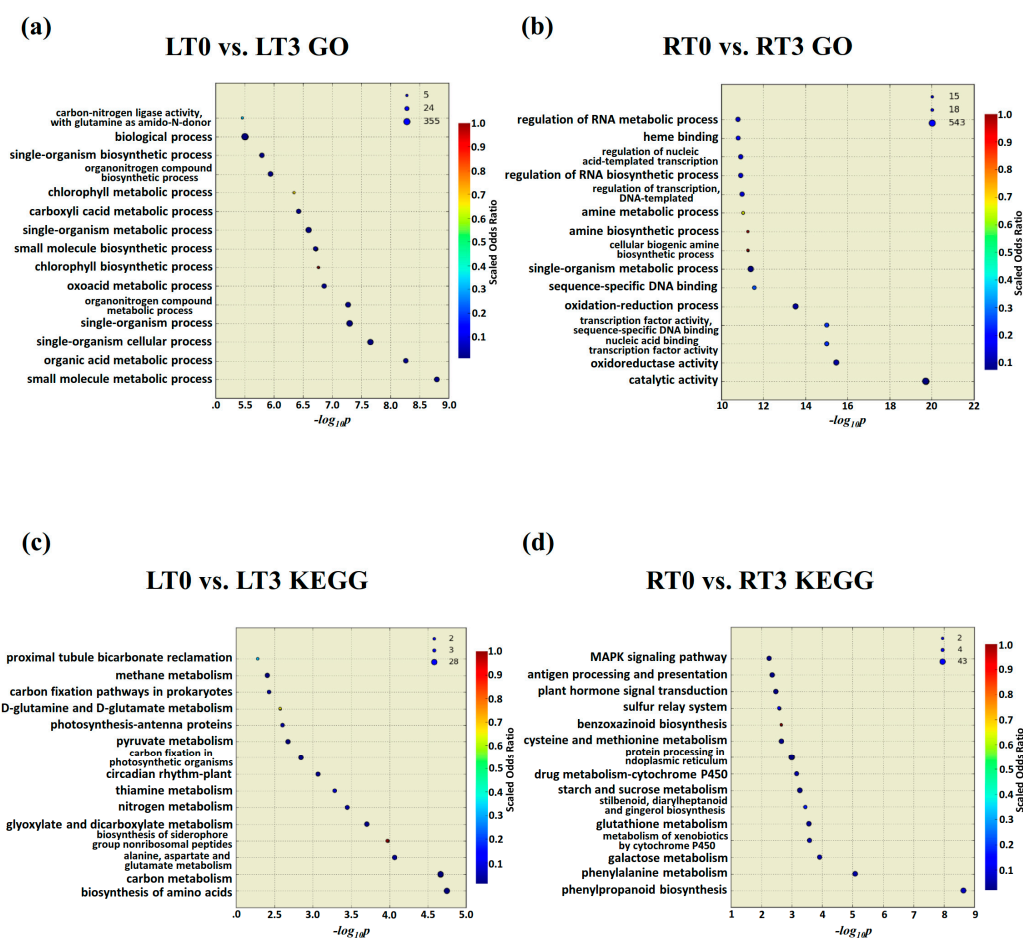 (a)
LT0 vs. LT3 GO
carbon-nitrogen ligase activity,
with glutamine as amido-N-donor
biological process
single-organism biosynthetic process
organonitrogen compound
biosynthetic process
chlorophyll metabolic process
carboxyli cacid metabolic process
single-organism metabolic process
small molecule biosynthetic process
chlorophyll biosynthetic process
oxoacid metabolic process
organonitrogen compound
metabolic process
single-organism process
single-organism cellular process
organic acid metabolic process
small molecule metabolic process
5
24
355
.0 5.5 6.0 6.5 7.0 7.5 8.0 8.5 9.0
-log10p
1.0
0.9
0.8
0.7
0.6
0.5
0.4
0.3
0.2
0.1
Scaled Odds Ratio
(b)
RT0 vs. RT3 GO
regulation of RNA metabolic process
heme binding
regulation of nucleic
acid-templated transcription
regulation of RNA biosynthetic process
regulation of transcription,
DNA-templated
amine metabolic process
amine biosynthetic process
cellular biogenic amine
biosynthetic process
single-organism metabolic process
sequence-specific DNA binding
oxidation-reduction process
transcription factor activity,
sequence-specific DNA binding
nucleic acid binding
transcription factor activity
oxidoreductase activity
catalytic activity
15
18
543
10 12 14 16 18 20 22
-log10p
1.0
0.9
0.8
0.7
0.6
0.5
0.4
0.3
0.2
0.1
Scaled Odds Ratio
(c)
LT0 vs. LT3 KEGG
proximal tubule bicarbonate reclamation
methane metabolism
carbon fixation pathways in prokaryotes
D-glutamine and D-glutamate metabolism
photosynthesis-antenna proteins
pyruvate metabolism
carbon fixation in
photosynthetic organisms
circadian rhythm-plant
thiamine metabolism
nitrogen metabolism
glyoxylate and dicarboxylate metabolism
biosynthesis of siderophore
group nonribosomal peptides
alanine, aspartate and
glutamate metabolism
carbon metabolism
biosynthesis of amino acids
2
3
28
.0 2.5 3.0 3.5 4.0 4.5 5.0
-log10p
1.0
0.9
0.8
0.7
0.6
0.5
0.4
0.3
0.2
0.1
Scaled Odds Ratio
(d)
RT0 vs. RT3 KEGG
MAPK signaling pathway
antigen processing and presentation
plant hormone signal transduction
sulfur relay system
benzoxazinoid biosynthesis
cysteine and methionine metabolism
protein processing in
ndoplasmic reticulum
drug metabolism-cytochrome P450
starch and sucrose metabolism
stilbenoid, diarylheptanoid
and gingerol biosynthesis
glutathione metabolism
metabolism of xenobiotics
by cytochrome P450
galactose metabolism
phenylalanine metabolism
phenylpropanoid biosynthesis
2
4
43
1 2 3 4 5 6 7 8 9
-log10p
1.0
0.9
0.8
0.7
0.6
0.5
0.4
0.3
0.2
0.1
Scaled Odds Ratio